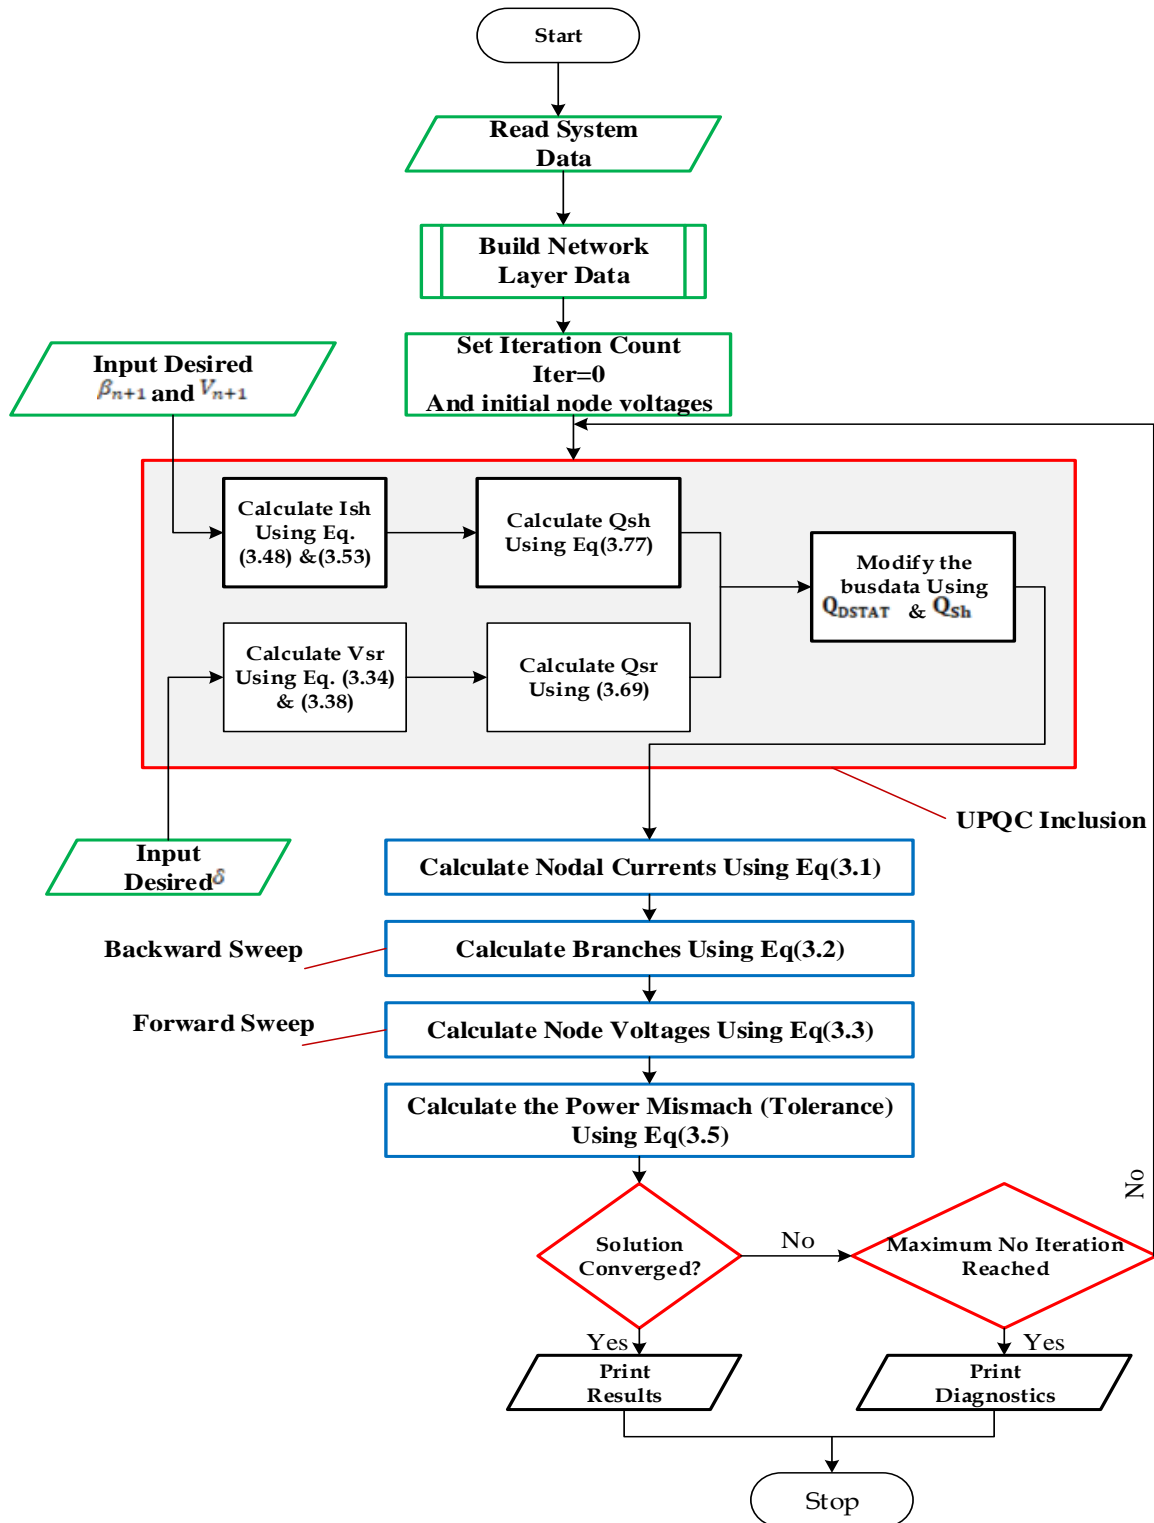 Start
Read System
Data
Build Network
Layer Data
Set Iteration Count
Iter=0
And initial node voltages
Input Desired
βn+1 and Vn+1
Calculate Ish
Using Eq.
(3.48) &(3.53)
Calculate Qsh
Using Eq(3.77)
Modify the
busdata Using
QDSTAT & QSh
Calculate Vsr
Using Eq. (3.34)
& (3.38)
Calculate Qsr
Using (3.69)
UPQC Inclusion
Input
Desired δ
Calculate Nodal Currents Using Eq(3.1)
Backward Sweep
Calculate Branches Using Eq(3.2)
Forward Sweep
Calculate Node Voltages Using Eq(3.3)
Calculate the Power Mismach (Tolerance)
Using Eq(3.5)
Solution
Converged?
No
Maximum No Iteration
Reached
No
Yes
Yes
Print
Results
Print
Diagnostics
Stop